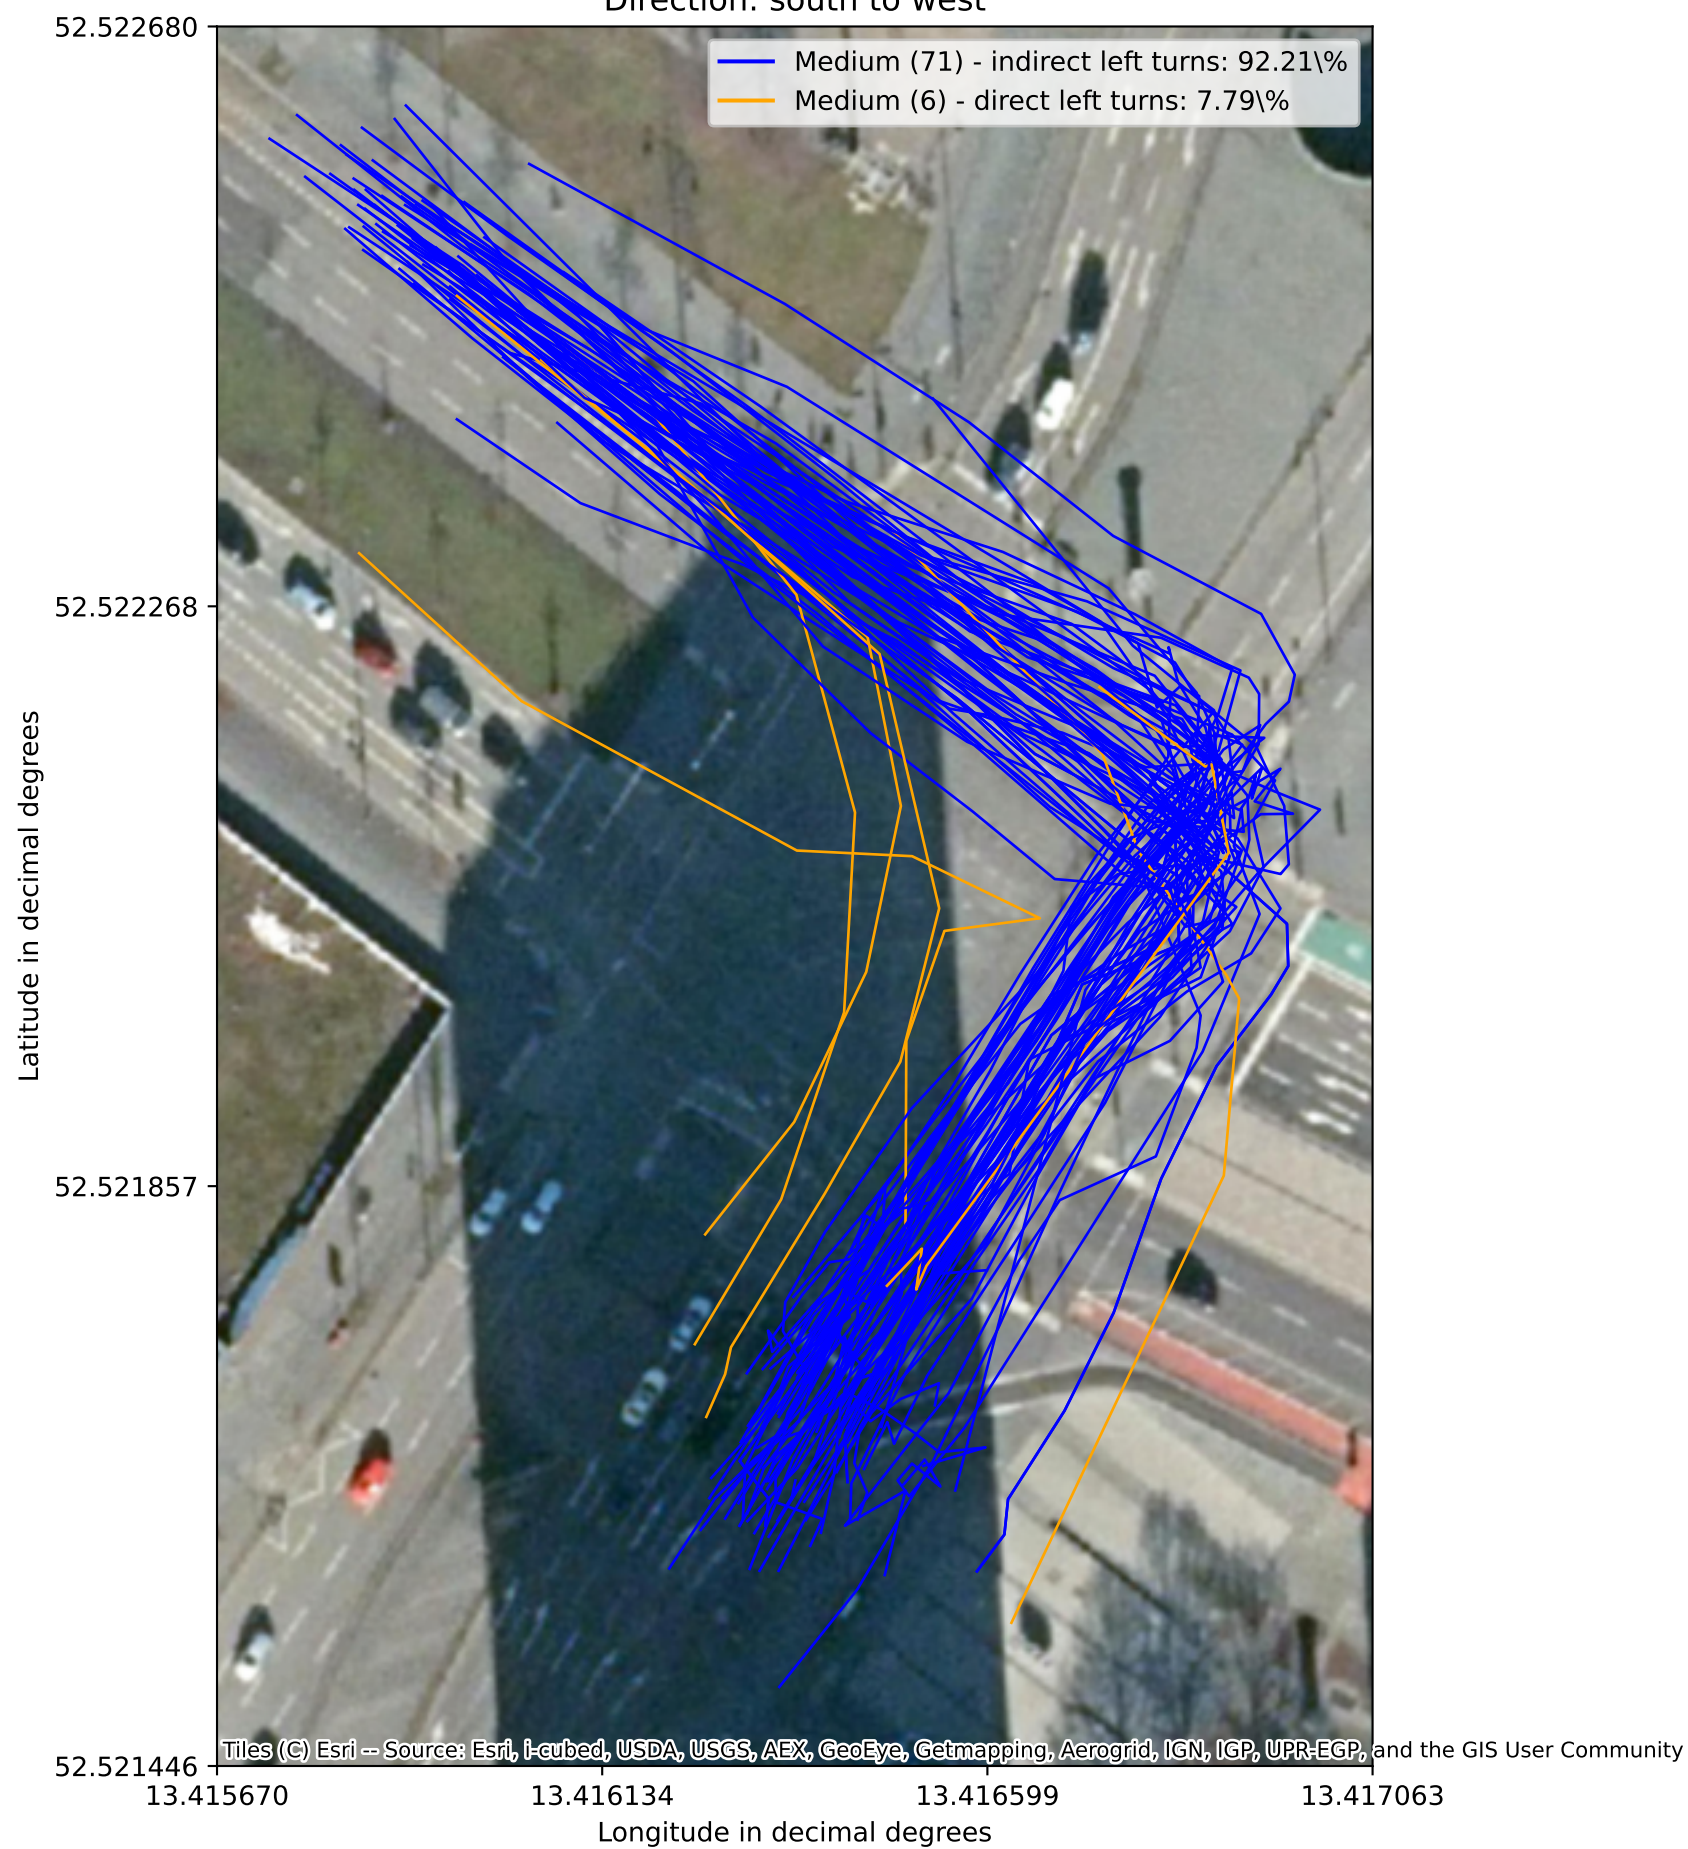 Direction: south to west
52.522680
Medium (71) - indirect left turns: 92.21\%
Medium (6) - direct left turns: 7.79\%
52.522268
Latitude in decimal degrees
52.521857
Tiles (C) Esri -- Source: Esri, i-cubed, USDA, USGS, AEX, GeoEye, Getmapping, Aerogrid, IGN, IGP, UPR-EGP, and the GIS User Community
52.521446
13.415670
13.416134
13.416599
13.417063
Longitude in decimal degrees